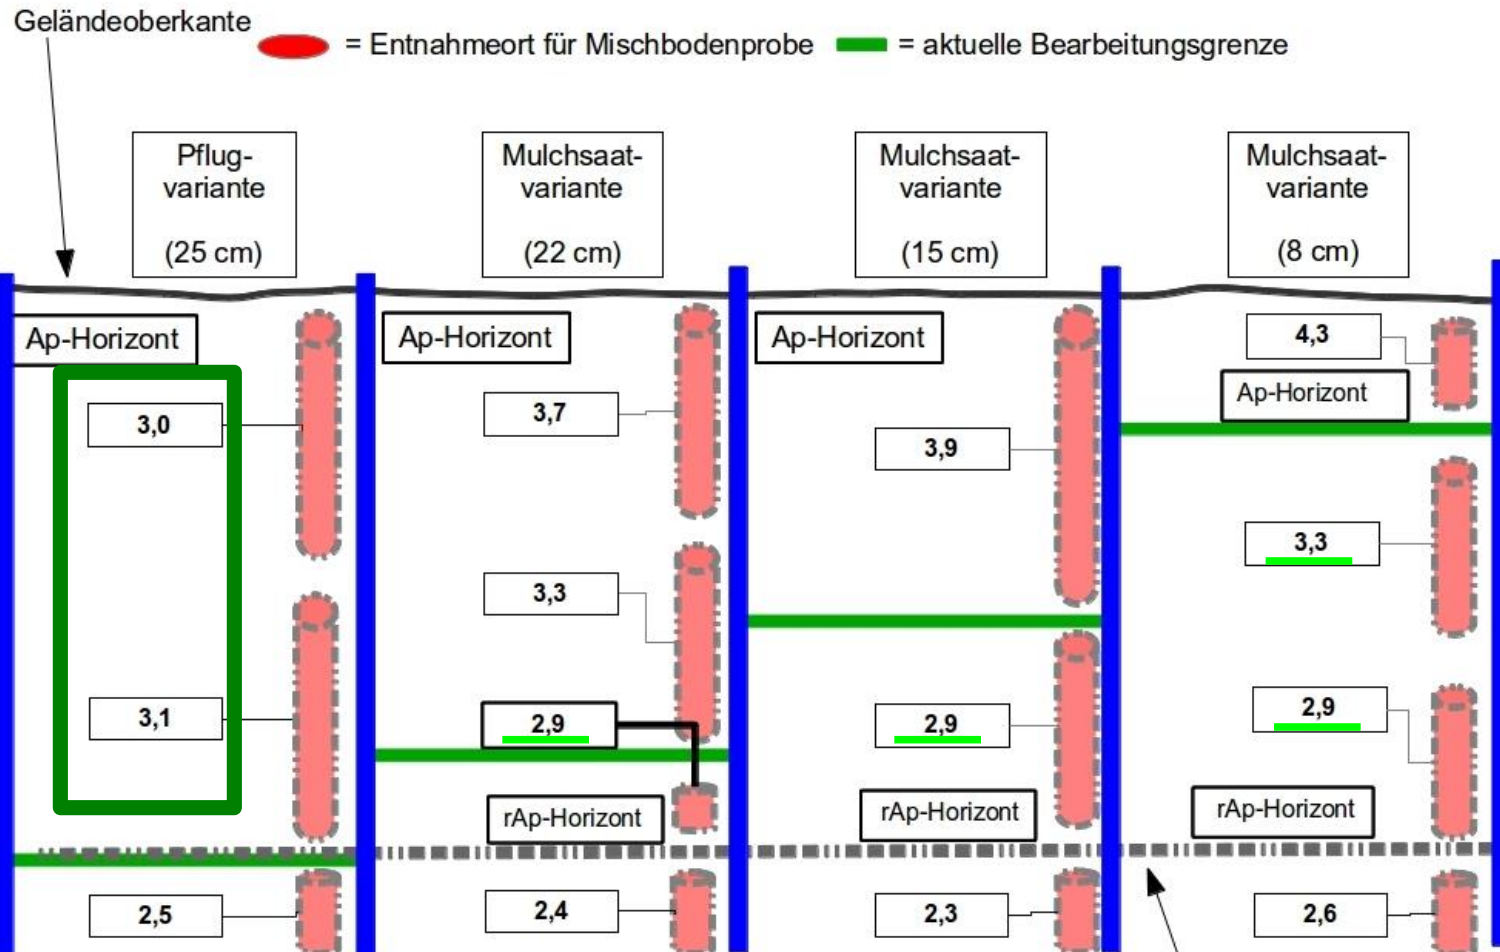 Geländeoberkante
= Entnahmeort für Mischbodenprobe
= aktuelle Bearbeitungsgrenze
Pflug-
variante
(25 cm)
Mulchsaat-
variante
(22 cm)
Mulchsaat-
variante
(15 cm)
Mulchsaat-
variante
(8 cm)
Ap-Horizont
3,0
3,1
2,5
Ap-Horizont
3,7
3,3
2,9
rAp-Horizont
2,4
Ap-Horizont
3,9
2,9
rAp-Horizont
2,3
4,3
Ap-Horizont
3,3
2,9
rAp-Horizont
2,6